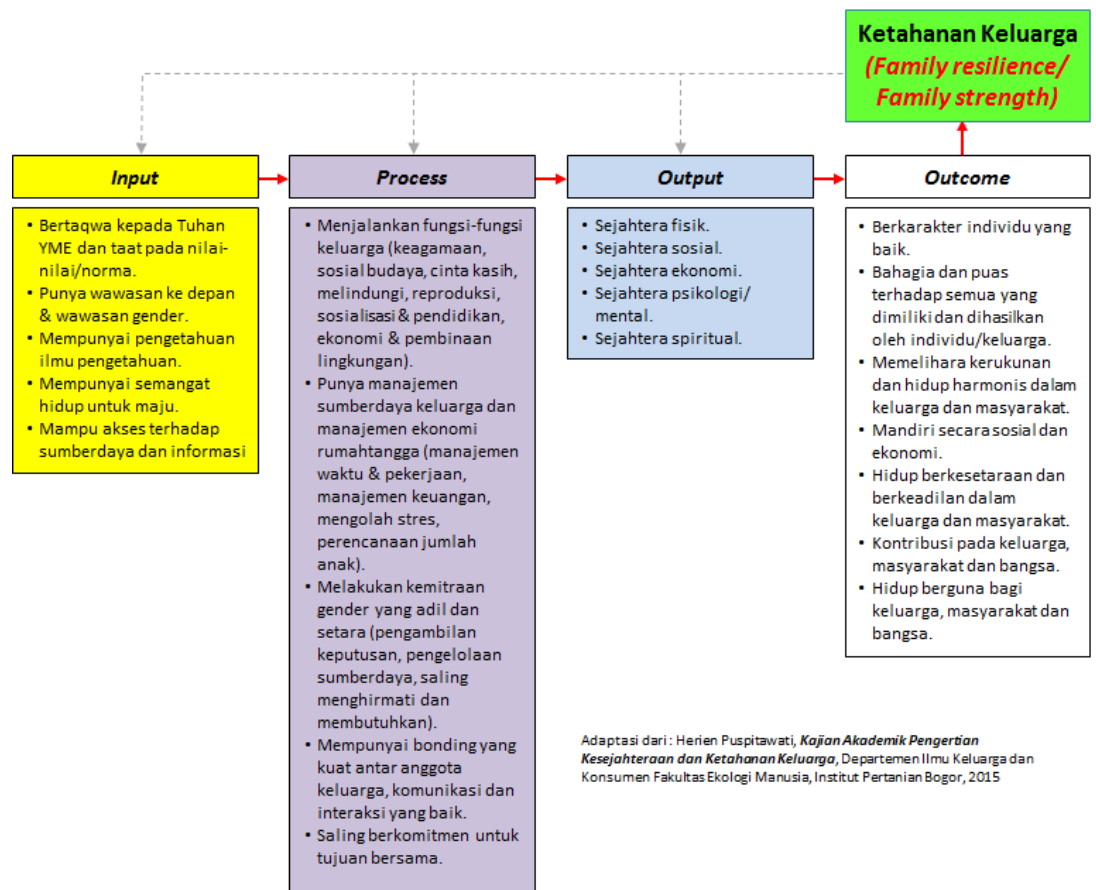 Ketahanan Keluarga
(Family resilience/
Family strength)
Input
• Bertaqwa kepada Tuhan
YME dan taat pada nilai-
nilai/norma.
• Punya wawasan ke depan
& wawasan gender.
• Mempunyai pengetahuan
ilmu pengetahuan.
• Mempunyai semangat
hidup untuk maju.
• Mampu akses terhadap
sumberdaya dan informasi
Process
• Menjalankan fungsi-fungsi
keluarga (keagamaan,
sosial budaya, cinta kasih,
melindungi, reproduksi,
sosialisasi & pendidikan,
ekonomi & pembinaan
lingkungan).
• Punya manajemen
sumberdaya keluarga dan
manajemen ekonomi
rumahtangga (manajemen
waktu & pekerjaan,
manajemen keuangan,
mengolah stres,
perencanaan jumlah
anak).
• Melakukan kemitraan
gender yang adil dan
setara (pengambilan
keputusan, pengelolaan
sumberdaya, saling
menghirmati dan
membutuhkan).
• Mempunyai bonding yang
kuat antar anggota
keluarga, komunikasi dan
interaksi yang baik.
• Saling berkomitmen untuk
tujuan bersama.
Output
• Sejahtera fisik.
• Sejahtera sosial.
• Sejahtera ekonomi.
• Sejahtera psikologi/
mental.
• Sejahtera spiritual.
Outcome
• Berkarakter individu yang
baik.
• Bahagia dan puas
terhadap semua yang
dimiliki dan dihasilkan
oleh individu/keluarga.
• Memelihara kerukunan
dan hidup harmonis dalam
keluarga dan masyarakat.
• Mandiri secara sosial dan
ekonomi.
• Hidup berkesetaraan dan
berkeadilan dalam
keluarga dan masyarakat.
• Kontribusi pada keluarga,
masyarakat dan bangsa.
• Hidup berguna bagi
keluarga, masyarakat dan
bangsa.
Adaptasi dari : Herien Puspitawati, Kajian Akademik Pengertian
Kesejahteraan dan Ketahanan Keluarga, Departemen Ilmu Keluarga dan
Konsumen Fakultas Ekologi Manusia, Institut Pertanian Bogor, 2015